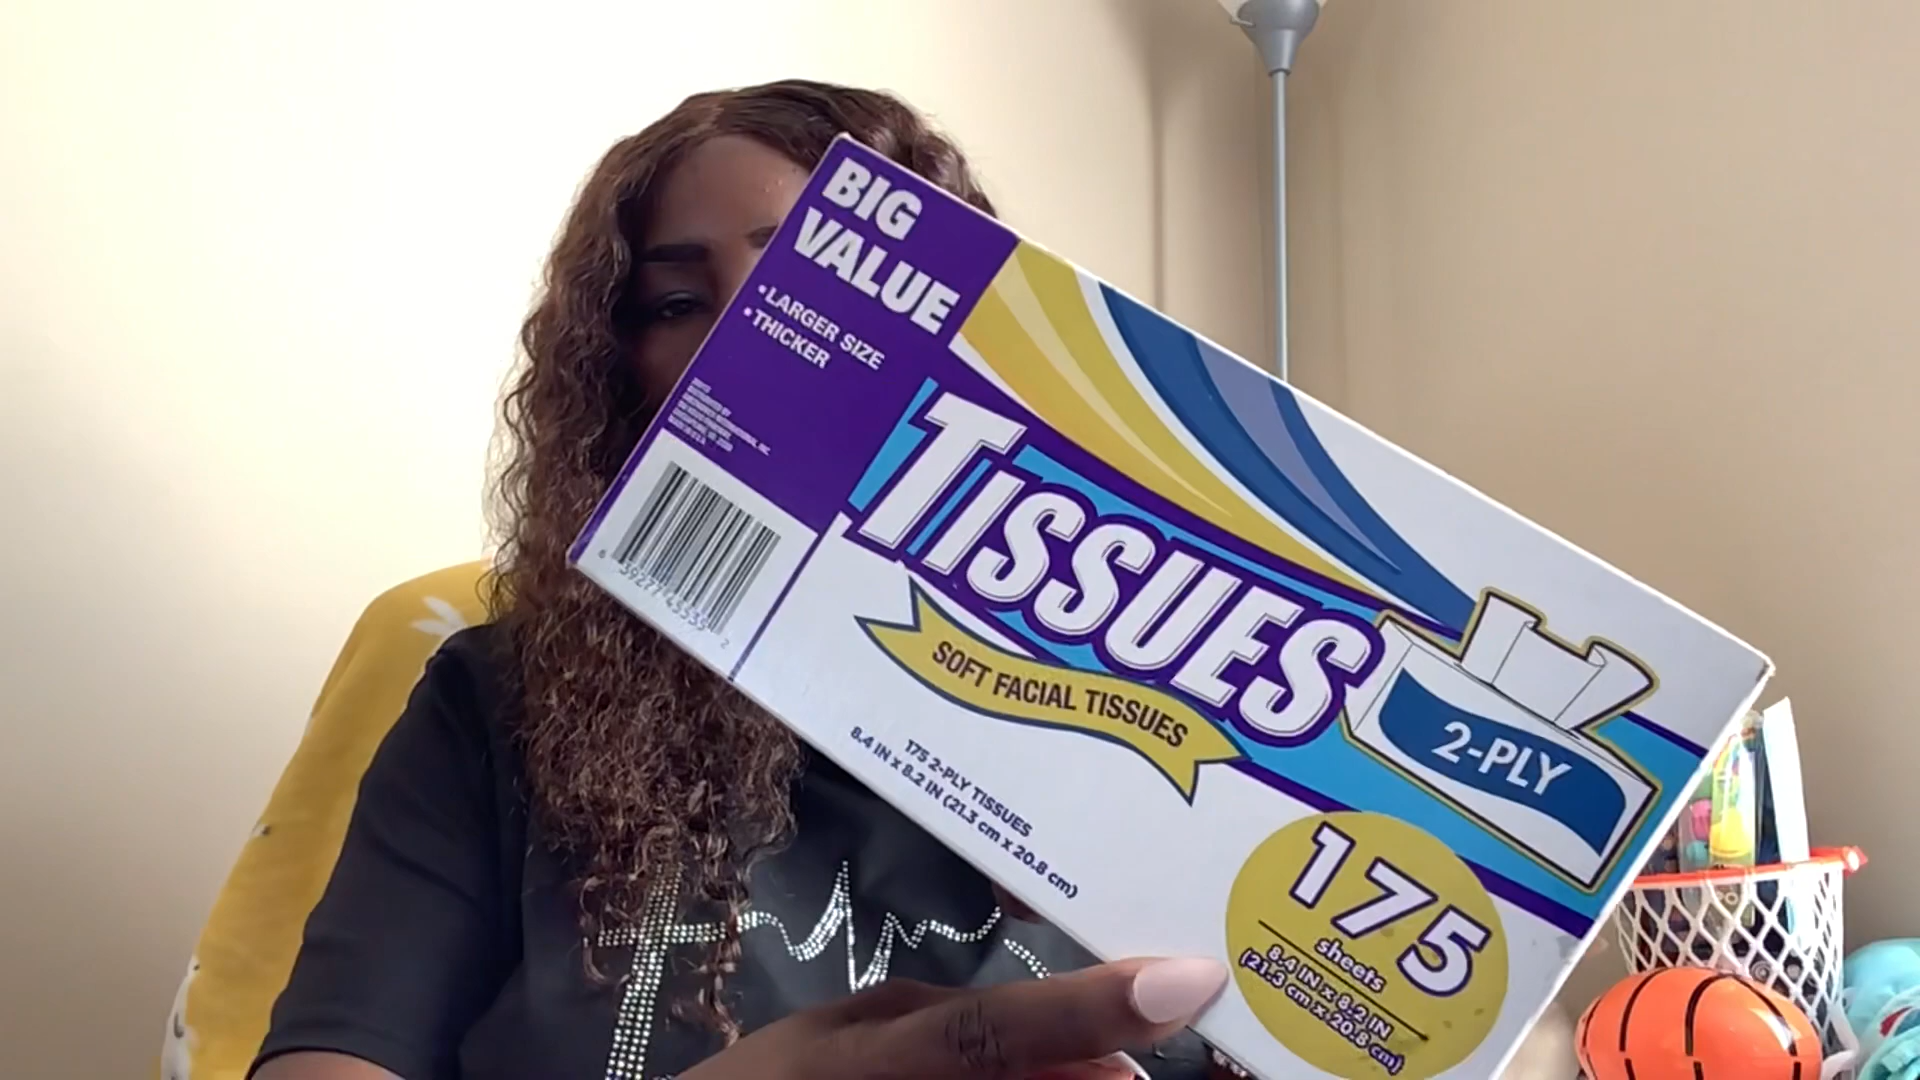 BIG
VALUE
•LARGER SIZE
•THICKER
TISSUES
SOFT FACIAL TISSUES
2-PLY
175 2-PLY TISSUES
8.4 IN x 8.2 IN (21.3 cm x 20.8 cm)
175
sheets
8.4 IN x 8.2 IN
(21.3 cm x 20.8 cm)